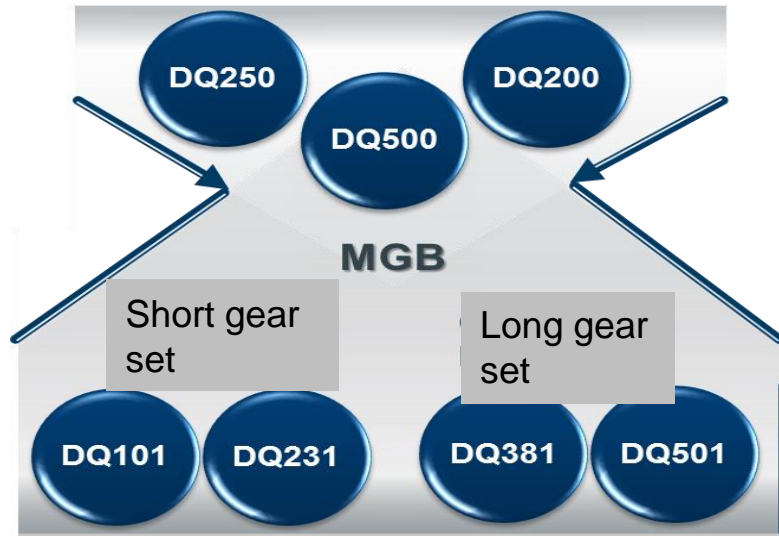 DQ250
DQ200
DQ500
MGB
Short gear
set
Long gear
set
DQ101
DQ231
DQ381
DQ501